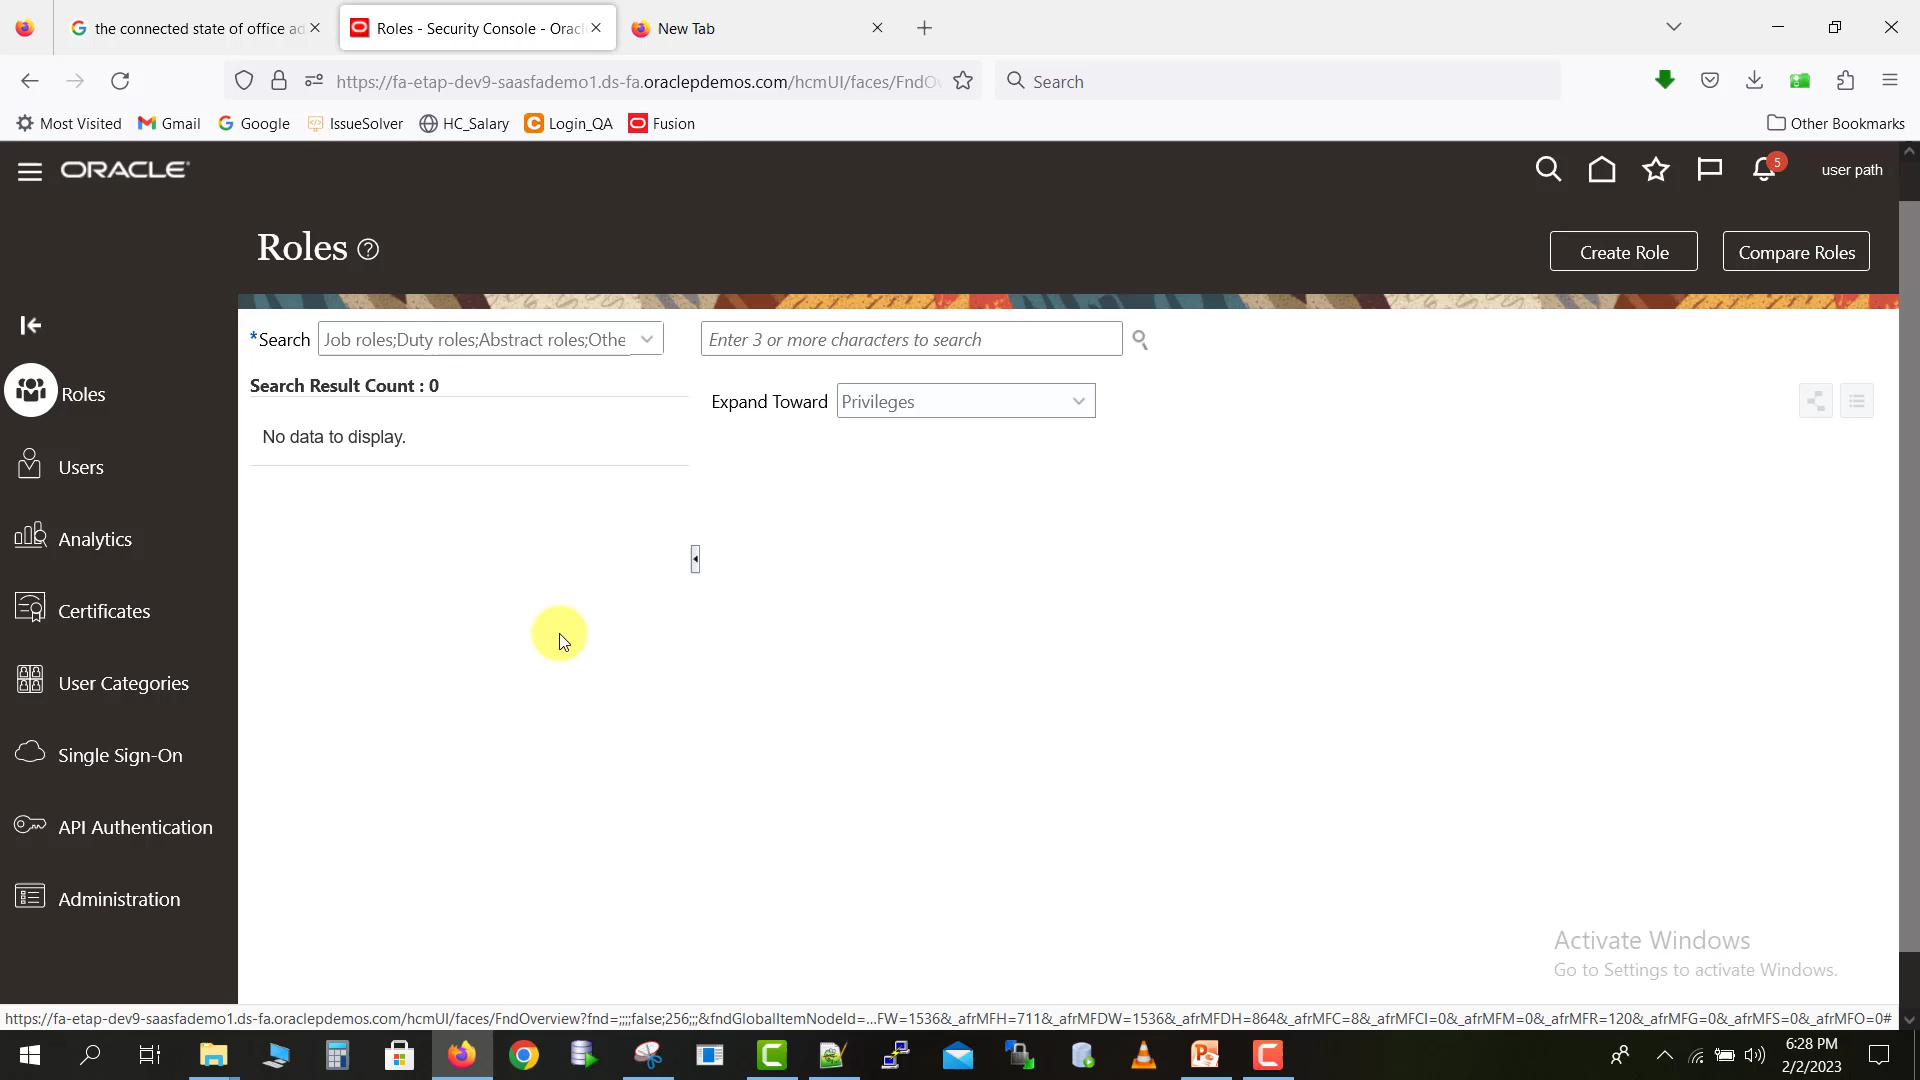 the connected state of office ad
Roles - Security Console - Oracl
New Tab
https://fa-etap-dev9-saasfademo1.ds-fa.oraclepdemos.com/hcmUI/faces/FndO
Search
Most Visited
Gmail
Google
IssueSolver
HC_Salary
Login_QA
Fusion
Other Bookmarks
ORACLE
5
user path
Roles
Create Role
Compare Roles
*Search
Job roles;Duty roles;Abstract roles;Othe
Enter 3 or more characters to search
Search Result Count : 0
Expand Toward
Privileges
No data to display.
Roles
Users
Analytics
Certificates
User Categories
Single Sign-On
API Authentication
Administration
Activate Windows
Go to Settings to activate Windows.
https://fa-etap-dev9-saasfademo1.ds-fa.oraclepdemos.com/hcmUI/faces/FndOverview?fnd=;;;;false;256;;;&fndGlobalItemNodeId=...FW=1536&_afrMFH=711&_afrMFDW=1536&_afrMFDH=864&_afrMFC=8&_afrMFCI=0&_afrMFM=0&_afrMFR=120&_afrMFG=0&_afrMFS=0&_afrMFO=0#
6:28 PM
2/2/2023